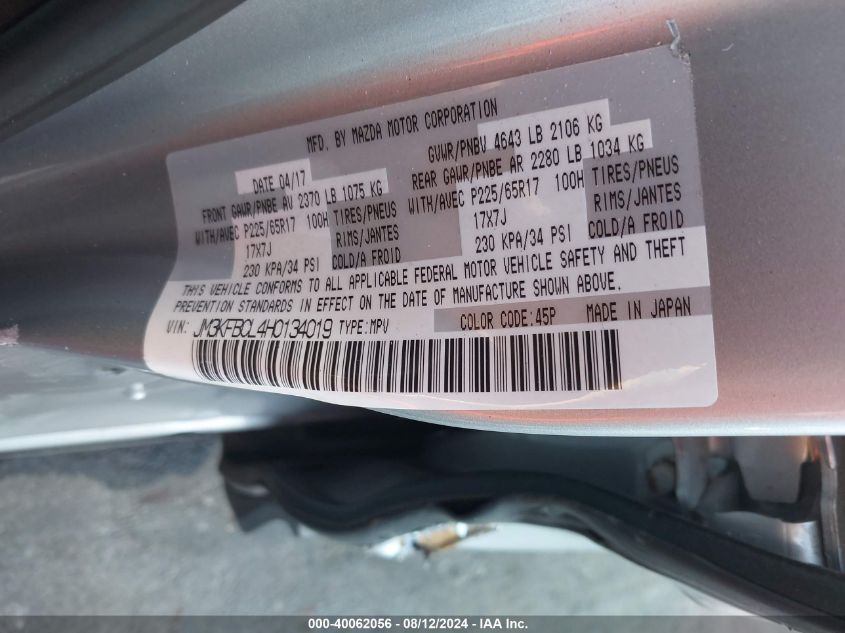 MFD. BY MAZDA MOTOR CORPORATION
DATE 04/17 GVWR/PNBV 4643 LB 2106 KG
FRONT GAWR/PNBE AV 2370 LB 1075 KG REAR GAWR/PNBE AR 2280 LB 1034 KG
WITH/AVEC P225/65R17 100H TIRES/PNEUS WITH/AVEC P225/65R17 100H TIRES/PNEUS
17X7J RIMS/JANTES 17X7J RIMS/JANTES
230 KPA/34 PSI COLD/A FROID 230 KPA/34 PSI COLD/A FROID
THIS VEHICLE CONFORMS TO ALL APPLICABLE FEDERAL MOTOR VEHICLE SAFETY AND THEFT
PREVENTION STANDARDS IN EFFECT ON THE DATE OF MANUFACTURE SHOWN ABOVE.
VIN: JM3KFBCL4H0134019 TYPE:MPV COLOR CODE:45P MADE IN JAPAN
000-40062056 - 08/12/2024 - IAA Inc.